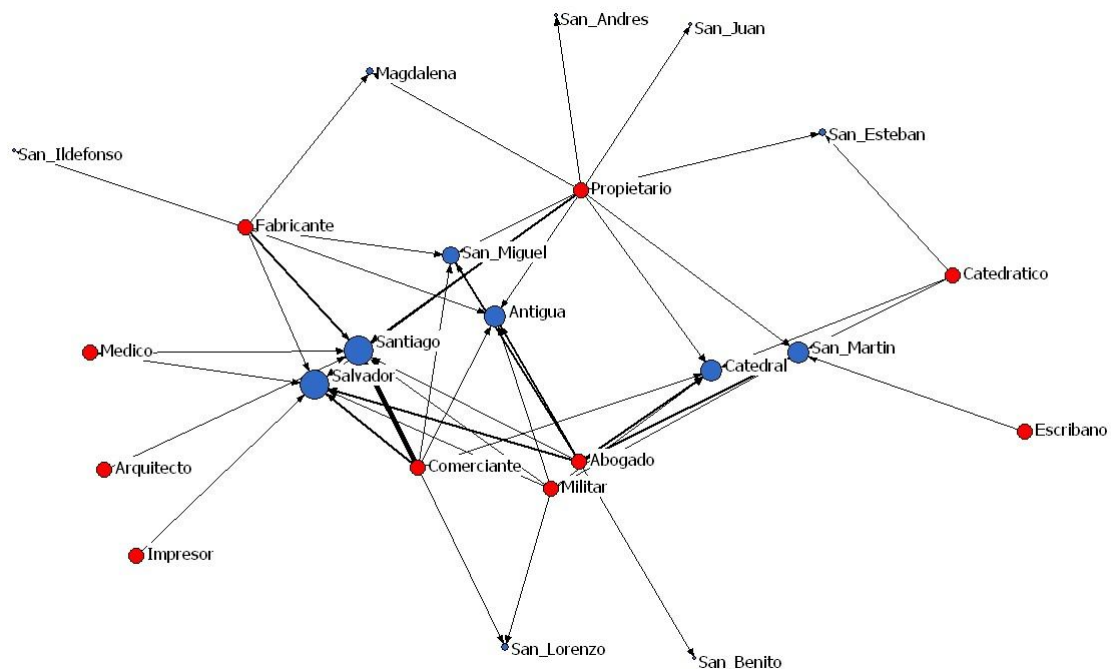 San_Andres
San_Juan
Magdalena
San_Esteban
San_Ildefonso
Propietario
Fabricante
San_Miguel
Catedratico
Antigua
Santiago
San_Martin
Medico
Catedral
Salvador
Escribano
Abogado
Arquitecto
Comerciante
Militar
Impresor
San_Lorenzo
San_Benito